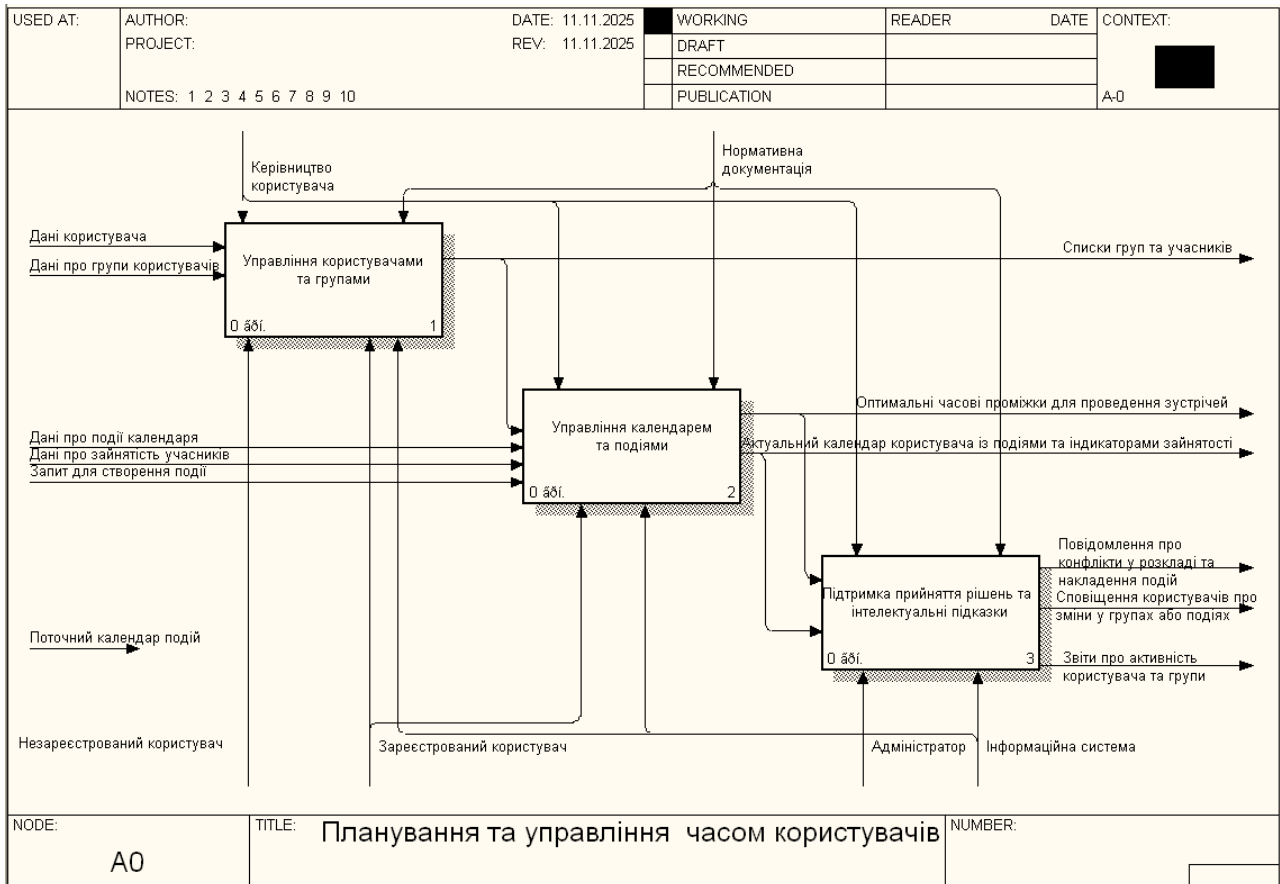 USED AT:
AUTHOR:
DATE: 11.11.2025
PROJECT:
REV: 11.11.2025
NOTES: 1 2 3 4 5 6 7 8 9 10
WORKING
DRAFT
RECOMMENDED
PUBLICATION
READER
DATE
CONTEXT:
A-0
Керівництво
користувача
Нормативна
документація
Дані користувача
Дані про групи користувачів
Управління користувачами
та групами
0 ăðí.
1
Списки груп та учасників
Дані про події календаря
Дані про зайнятість учасників
Запит для створення події
Управління календарем
та подіями
0 ăðí.
2
Оптимальні часові проміжки для проведення зустрічей
Актуальний календар користувача із подіями та індикаторами зайнятості
Підтримка прийняття рішень та
інтелектуальні підказки
0 ăðí.
3
Повідомлення про
конфлікти у розкладі та
накладення подій
Сповіщення користувачів про
зміни у групах або подіях
Звіти про активність
користувача та групи
Поточний календар подій
Незареєстрований користувач
Зареєстрований користувач
Адміністратор
Інформаційна система
NODE:
A0
TITLE:
Планування та управління часом користувачів
NUMBER: